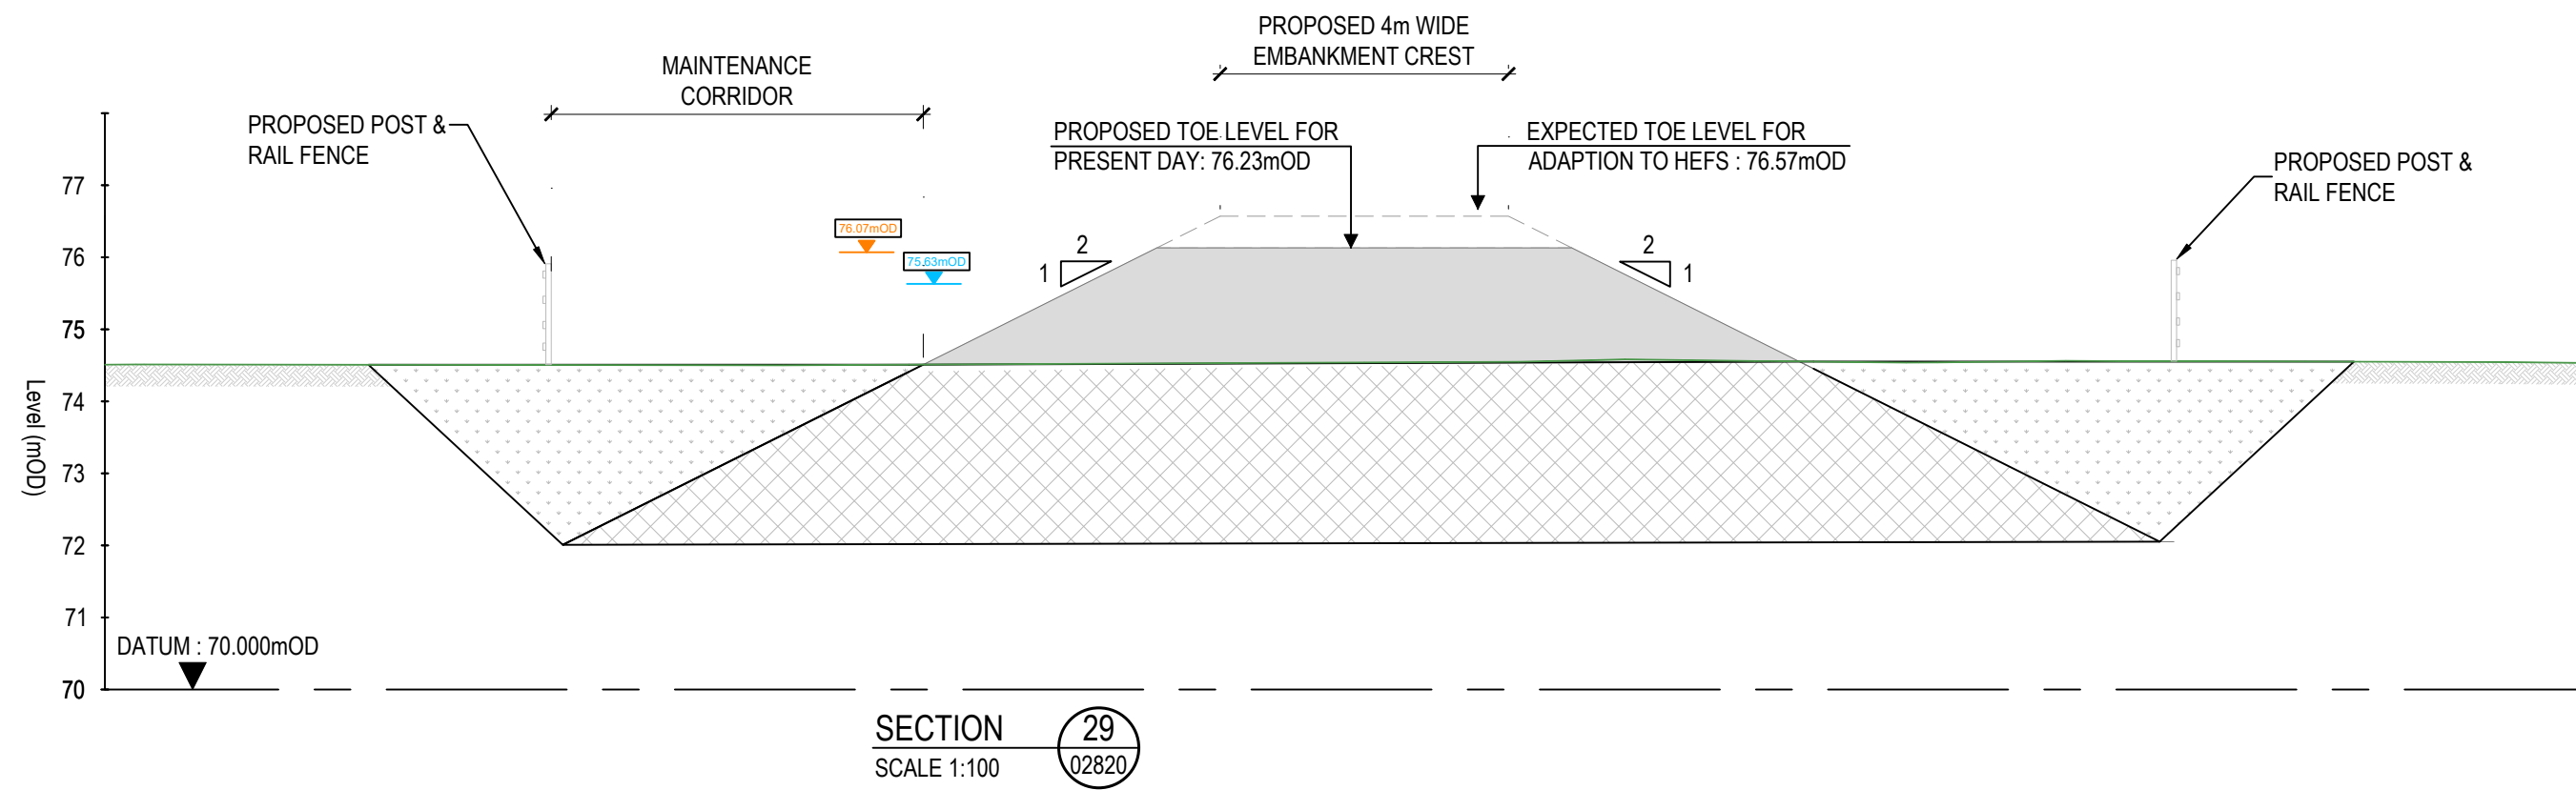 PROPOSED 4m WIDE
EMBANKMENT CREST
MAINTENANCE
CORRIDOR
PROPOSED POST &
RAIL FENCE
PROPOSED TOE LEVEL FOR
PRESENT DAY: 76.23mOD
EXPECTED TOE LEVEL FOR
ADAPTION TO HEFS : 76.57mOD
PROPOSED POST &
RAIL FENCE
77
76.07mOD
2
2
76
75.63mOD
1
1
75
Level (mOD)
74
73
72
71
DATUM : 70.000mOD
70
SECTION
29
SCALE 1:100
02820